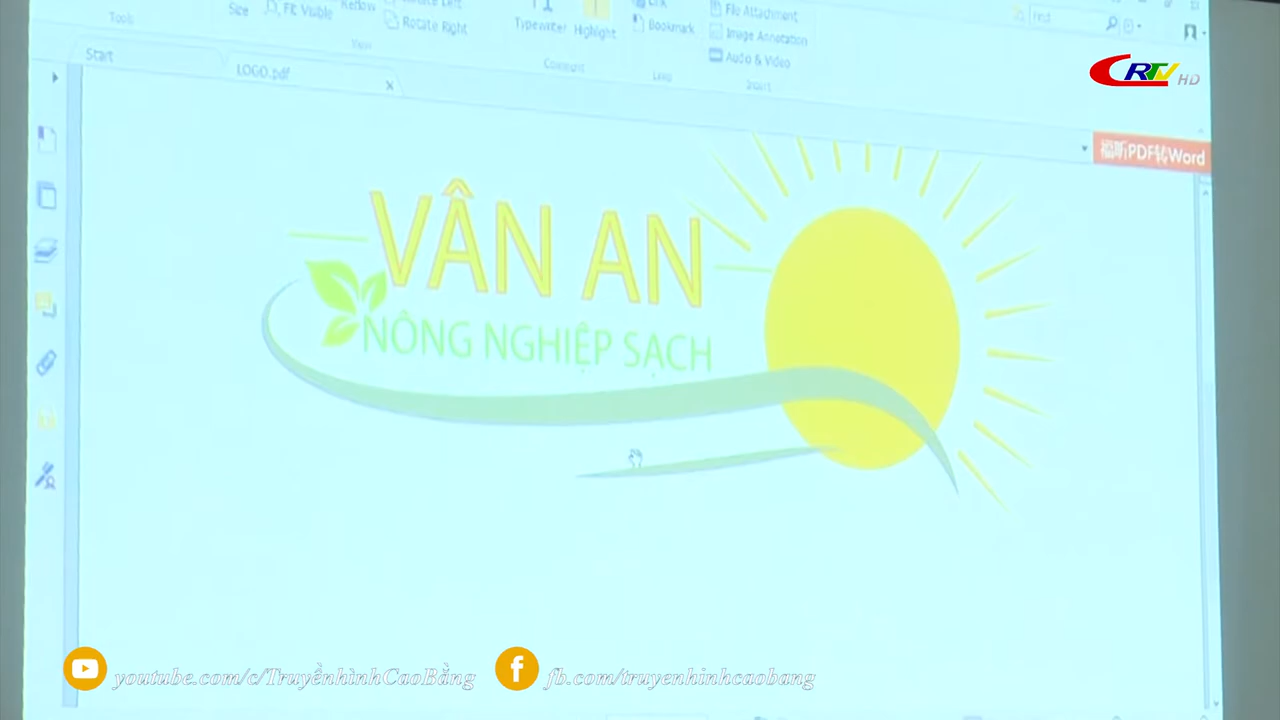 Tools
Size
Fit Visible
Rotate Right
View
Typewriter
Highlight
Comment
Bookmark
File Attachment
Image Annotation
Audio & Video
Find
Start
LOGO.pdf
CRTV HD
福昕PDF转Word
VÂN AN
NÔNG NGHIỆP SẠCH
youtube.com/c/TruyềnhìnhCaoBằng
fb.com/truyenhinhcaobang